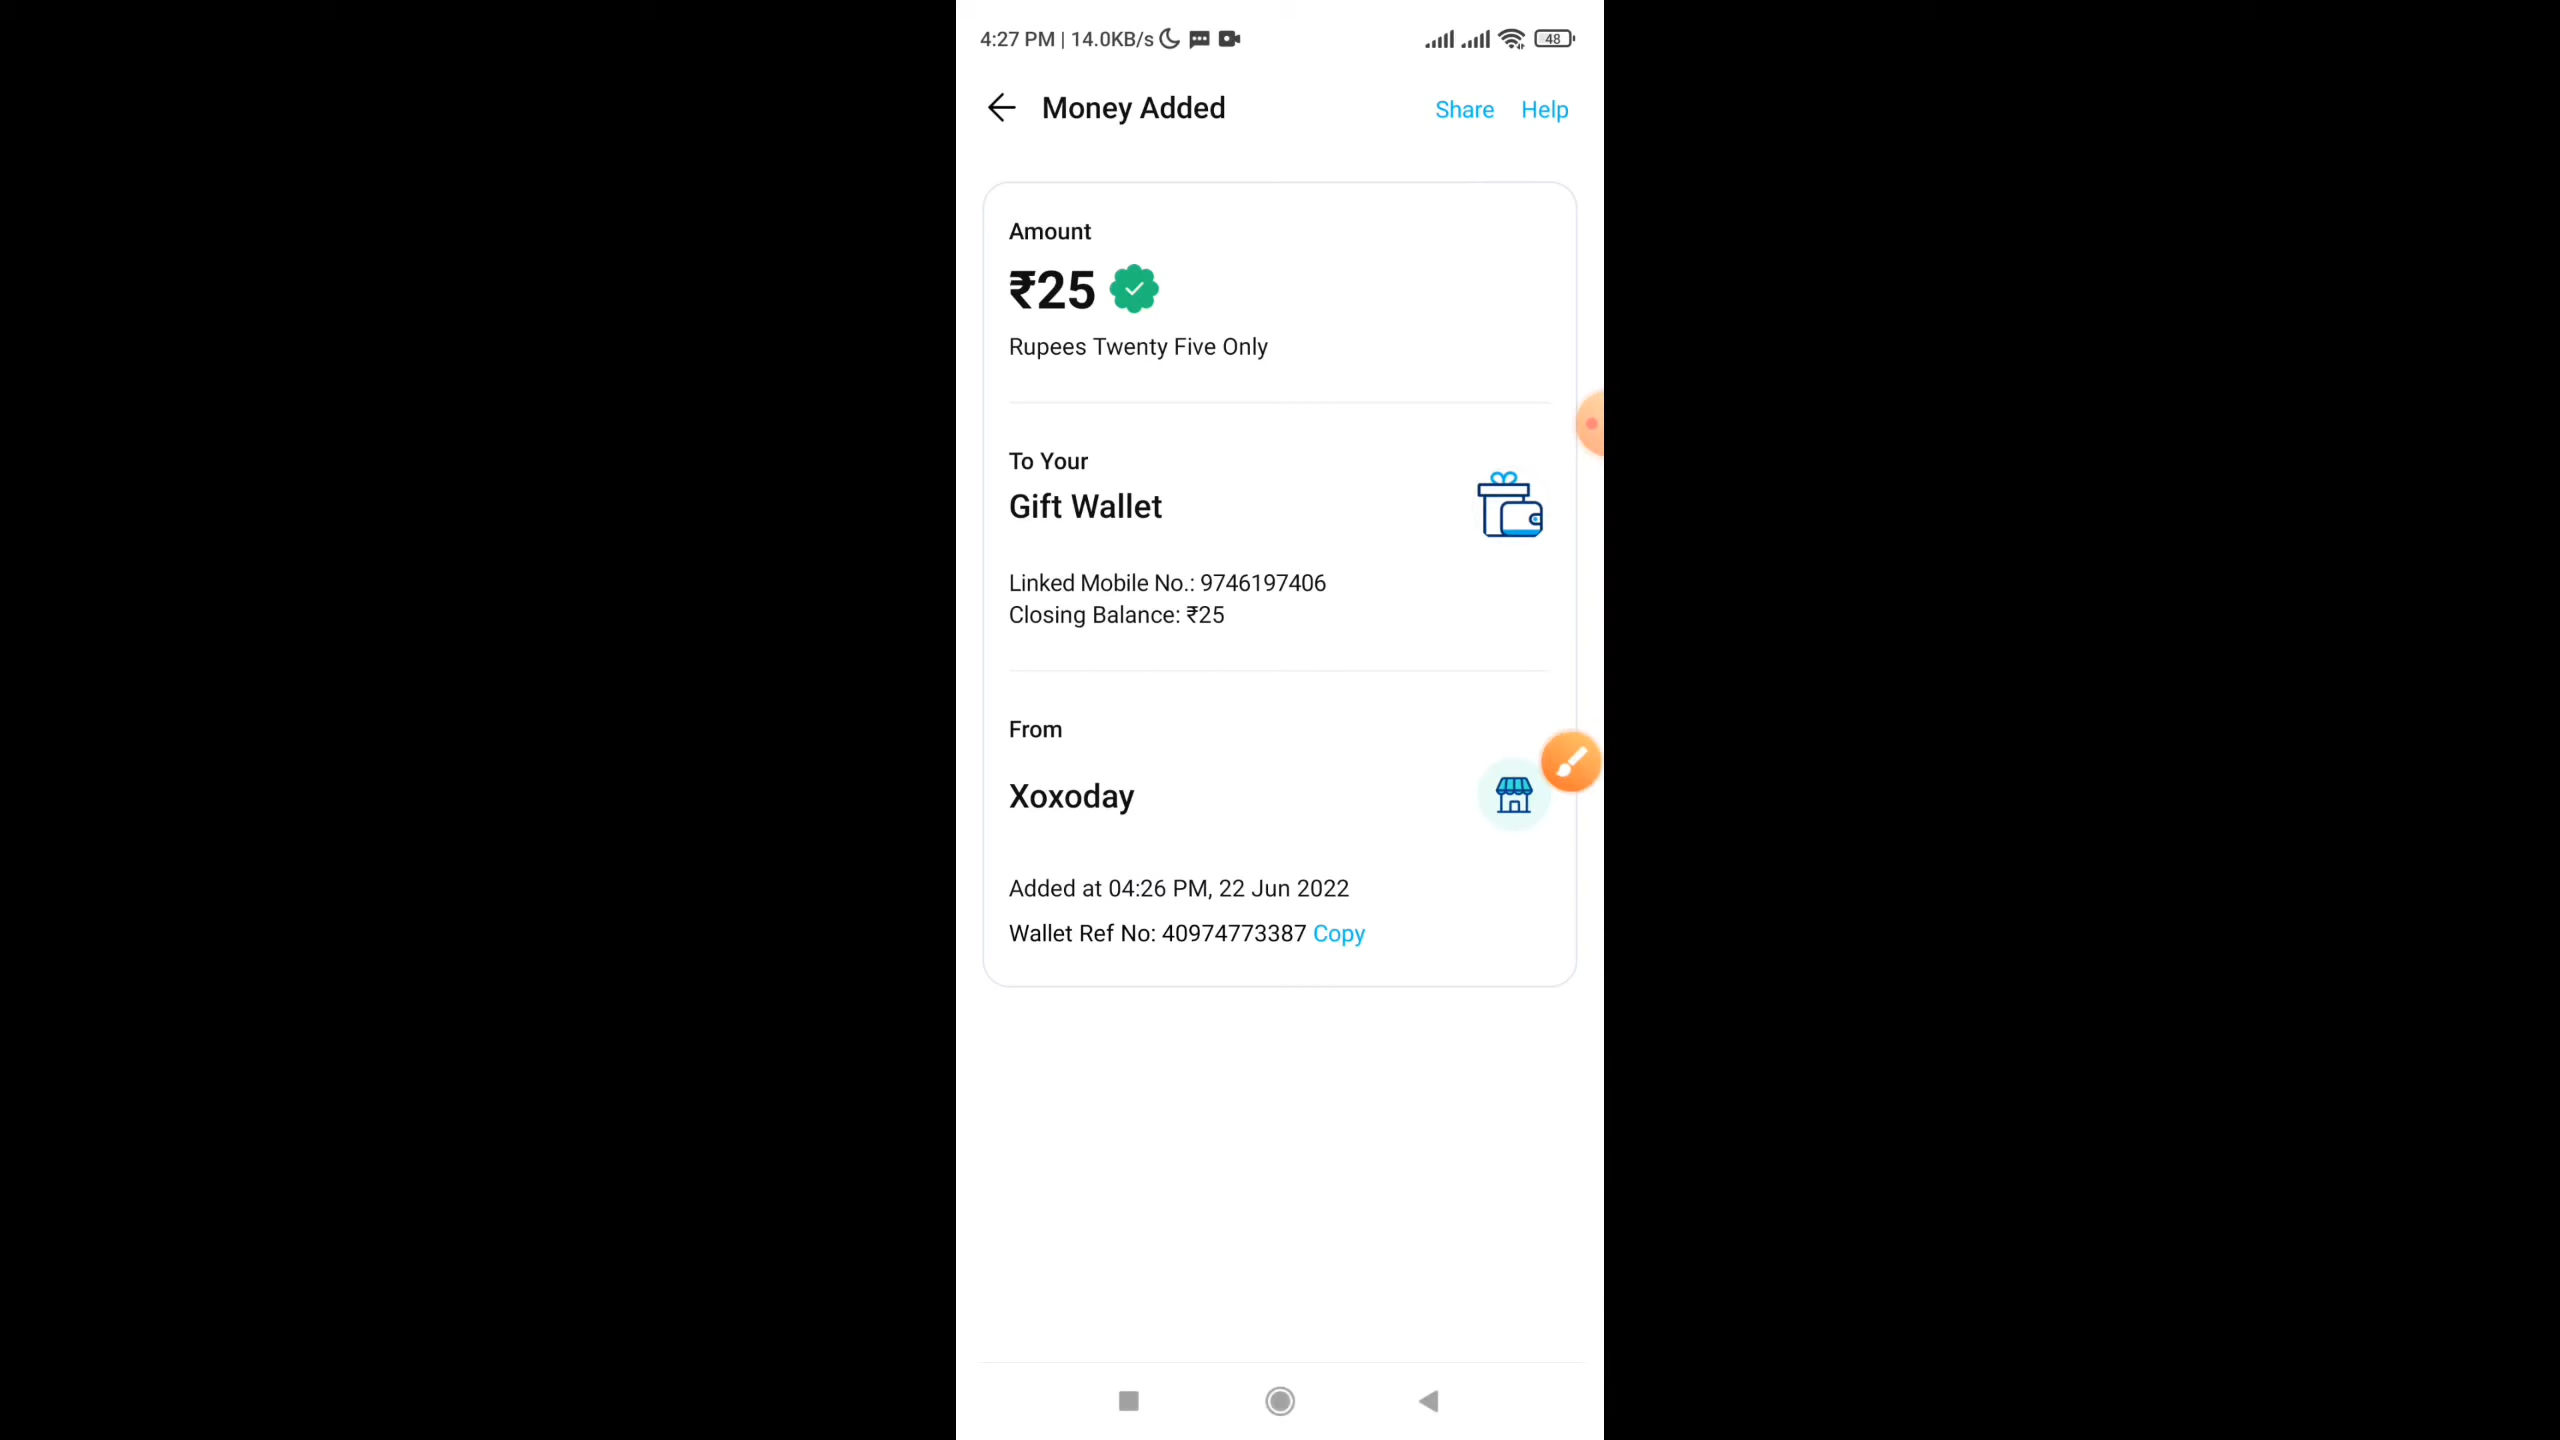 4:27 PM | 14.0KB/s
48
Money Added
Share Help
Amount
₹25
Rupees Twenty Five Only
To Your
Gift Wallet
Linked Mobile No.: 9746197406
Closing Balance: ₹25
From
Xoxoday
Added at 04:26 PM, 22 Jun 2022
Wallet Ref No: 40974773387 Copy